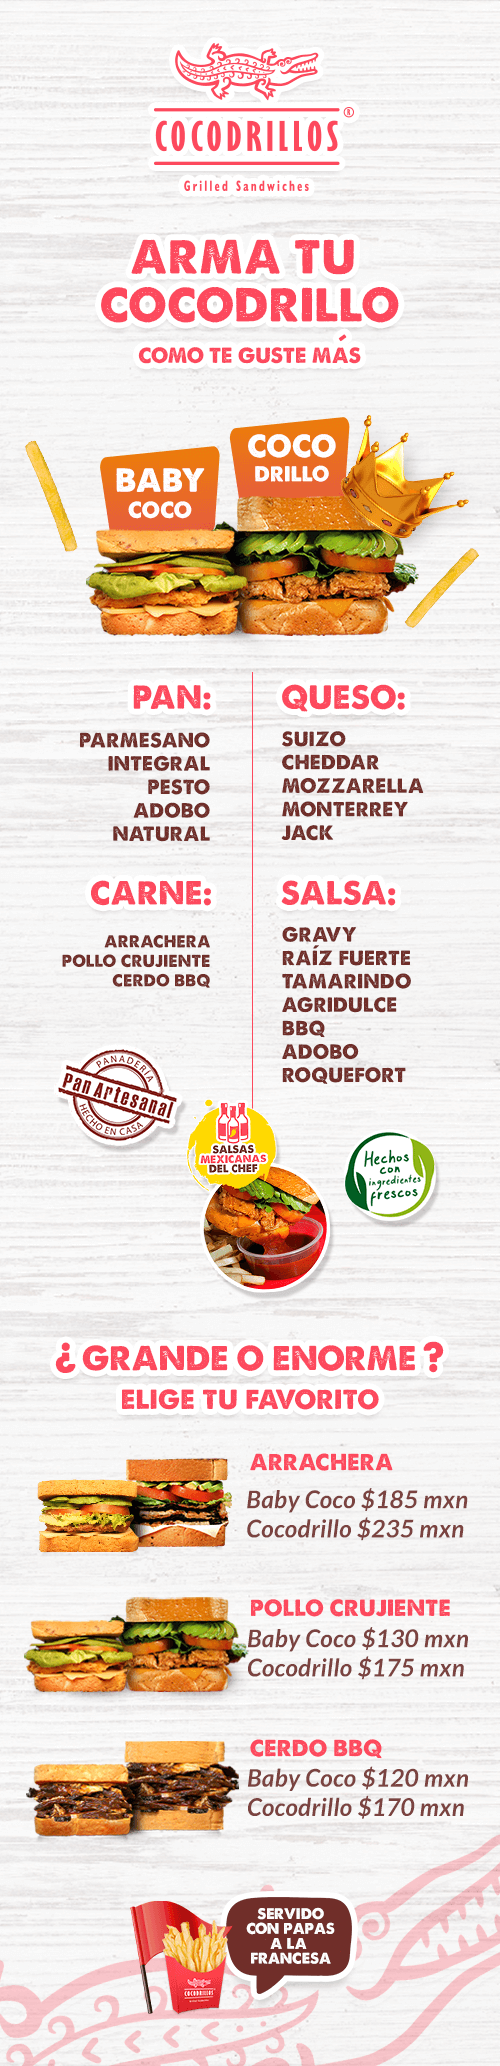 COCODRILLOS®
Grilled Sandwiches
ARMA TU
COCODRILLO
COMO TE GUSTE MÁS
BABY
COCO
COCO
DRILLO
PAN:
PARMESANO
INTEGRAL
PESTO
ADOBO
NATURAL
QUESO:
SUIZO
CHEDDAR
MOZZARELLA
MONTERREY
JACK
CARNE:
ARRACHERA
POLLO CRUJIENTE
CERDO BBQ
SALSA:
GRAVY
RAÍZ FUERTE
TAMARINDO
AGRIDULCE
BBQ
ADOBO
ROQUEFORT
PANADERÍA
Pan Artesanal
HECHO EN CASA
SALSAS
MEXICANAS
DEL CHEF
Hechos
con
ingredientes
frescos
¿GRANDE O ENORME?
ELIGE TU FAVORITO
ARRACHERA
Baby Coco $185 mxn
Cocodrillo $235 mxn
POLLO CRUJIENTE
Baby Coco $130 mxn
Cocodrillo $175 mxn
CERDO BBQ
Baby Coco $120 mxn
Cocodrillo $170 mxn
SERVIDO
CON PAPAS
A LA
FRANCESA
COCODRILLOS